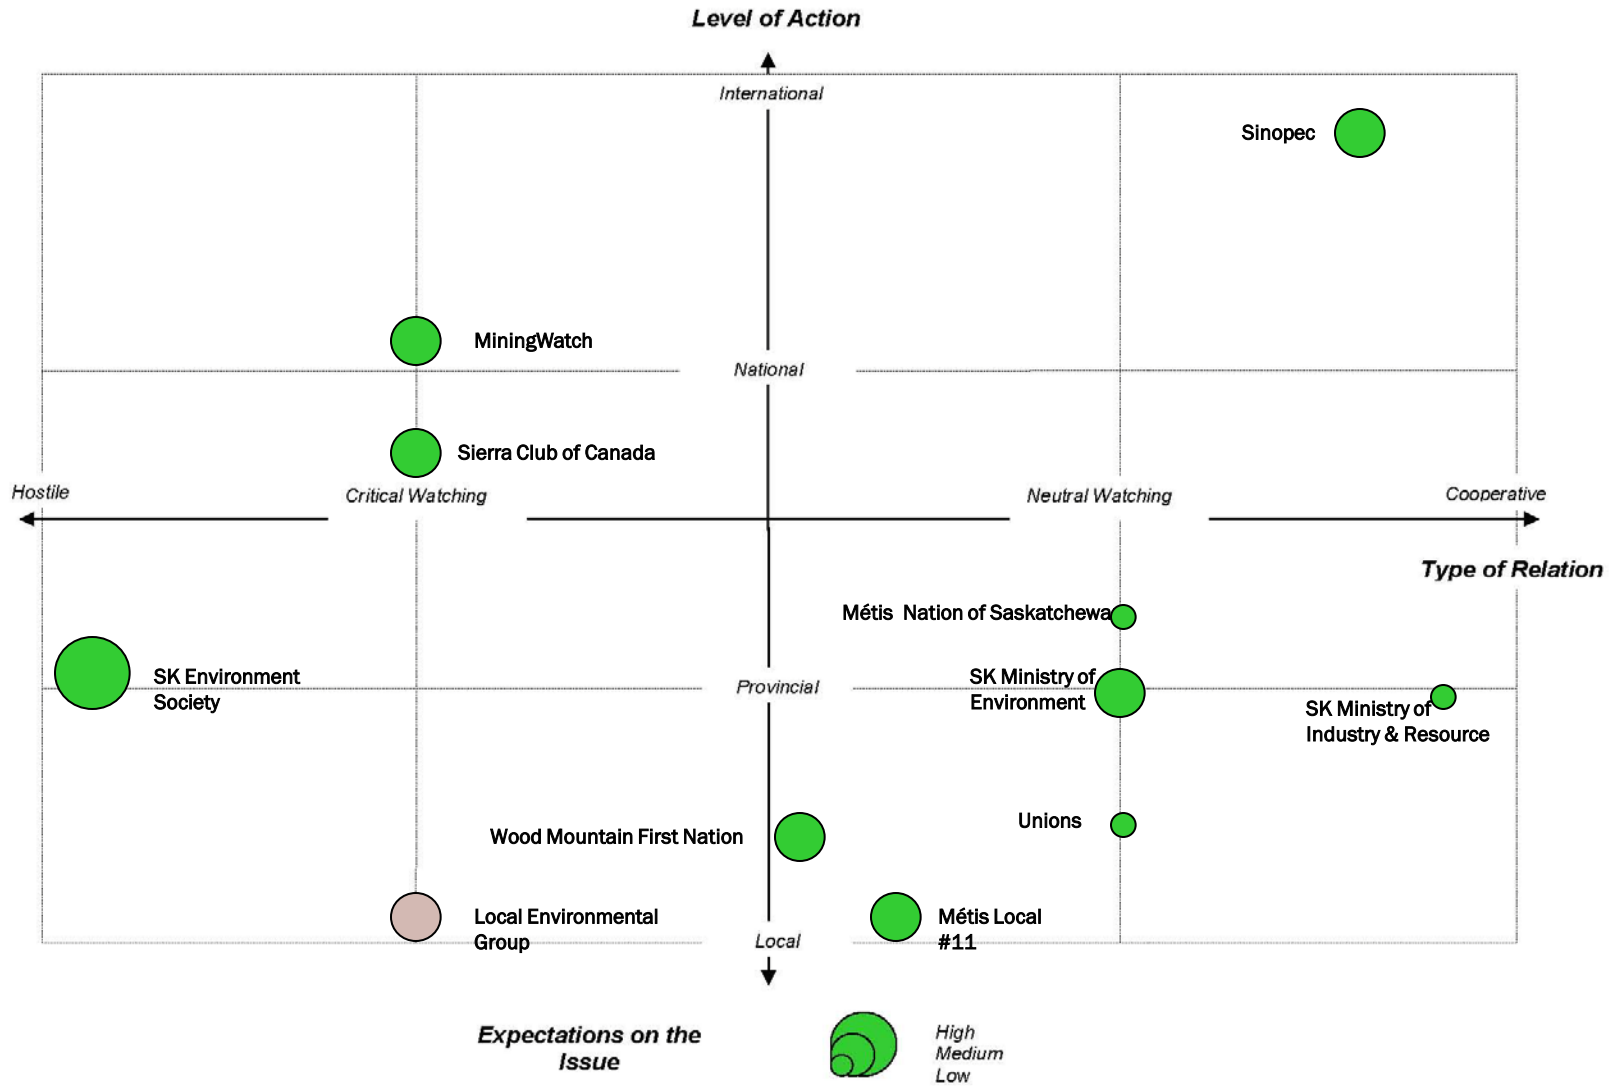 Level of Action
International
Sinopec
MiningWatch
National
Sierra Club of Canada
Hostile
Critical Watching
Neutral Watching
Cooperative
Type of Relation
Métis Nation of Saskatchewa
SK Environment
Society
Provincial
SK Ministry of
Environment
SK Ministry of
Industry & Resource
Unions
Wood Mountain First Nation
Local Environmental
Group
Métis Local
#11
Local
Expectations on the
Issue
High
Medium
Low